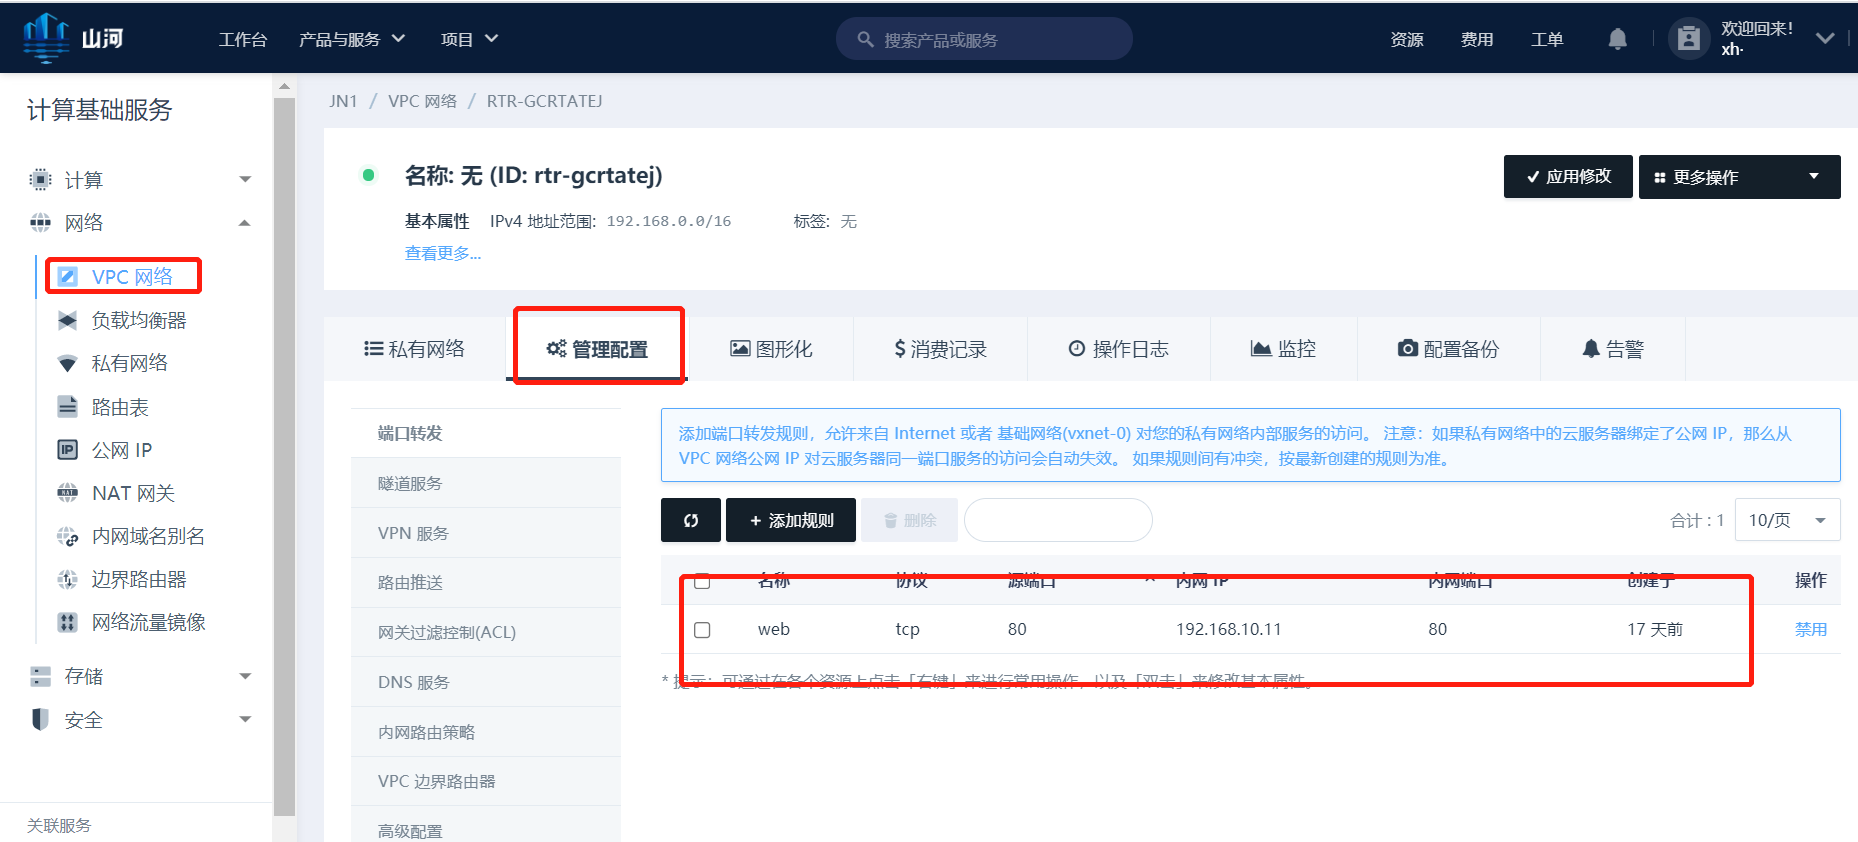 山河
工作台
产品与服务
项目
搜索产品或服务
资源
费用
工单
欢迎回来!
xh·
计算基础服务
计算
网络
VPC 网络
负载均衡器
私有网络
路由表
公网 IP
NAT 网关
内网域名别名
边界路由器
网络流量镜像
存储
安全
关联服务
JN1 / VPC 网络 / RTR-GCRTATEJ
名称: 无 (ID: rtr-gcrtatej)
应用修改
更多操作
基本属性 IPv4 地址范围: 192.168.0.0/16 标签: 无
查看更多...
私有网络
管理配置
图形化
消费记录
操作日志
监控
配置备份
告警
端口转发
隧道服务
VPN 服务
路由推送
网关过滤控制(ACL)
DNS 服务
内网路由策略
VPC 边界路由器
高级配置
添加端口转发规则，允许来自 Internet 或者 基础网络(vxnet-0) 对您的私有网络内部服务的访问。 注意：如果私有网络中的云服务器绑定了公网 IP，那么从
VPC 网络公网 IP 对云服务器同一端口服务的访问会自动失效。 如果规则间有冲突，按最新创建的规则为准。
+ 添加规则
删除
合计：1
10/页
名称 协议 源端口 内网 IP 内网端口 创建于 操作
web tcp 80 192.168.10.11 80 17 天前 禁用
* 提示：可通过在各个资源上点击「右键」来进行常用操作，以及「双击」来修改基本属性。